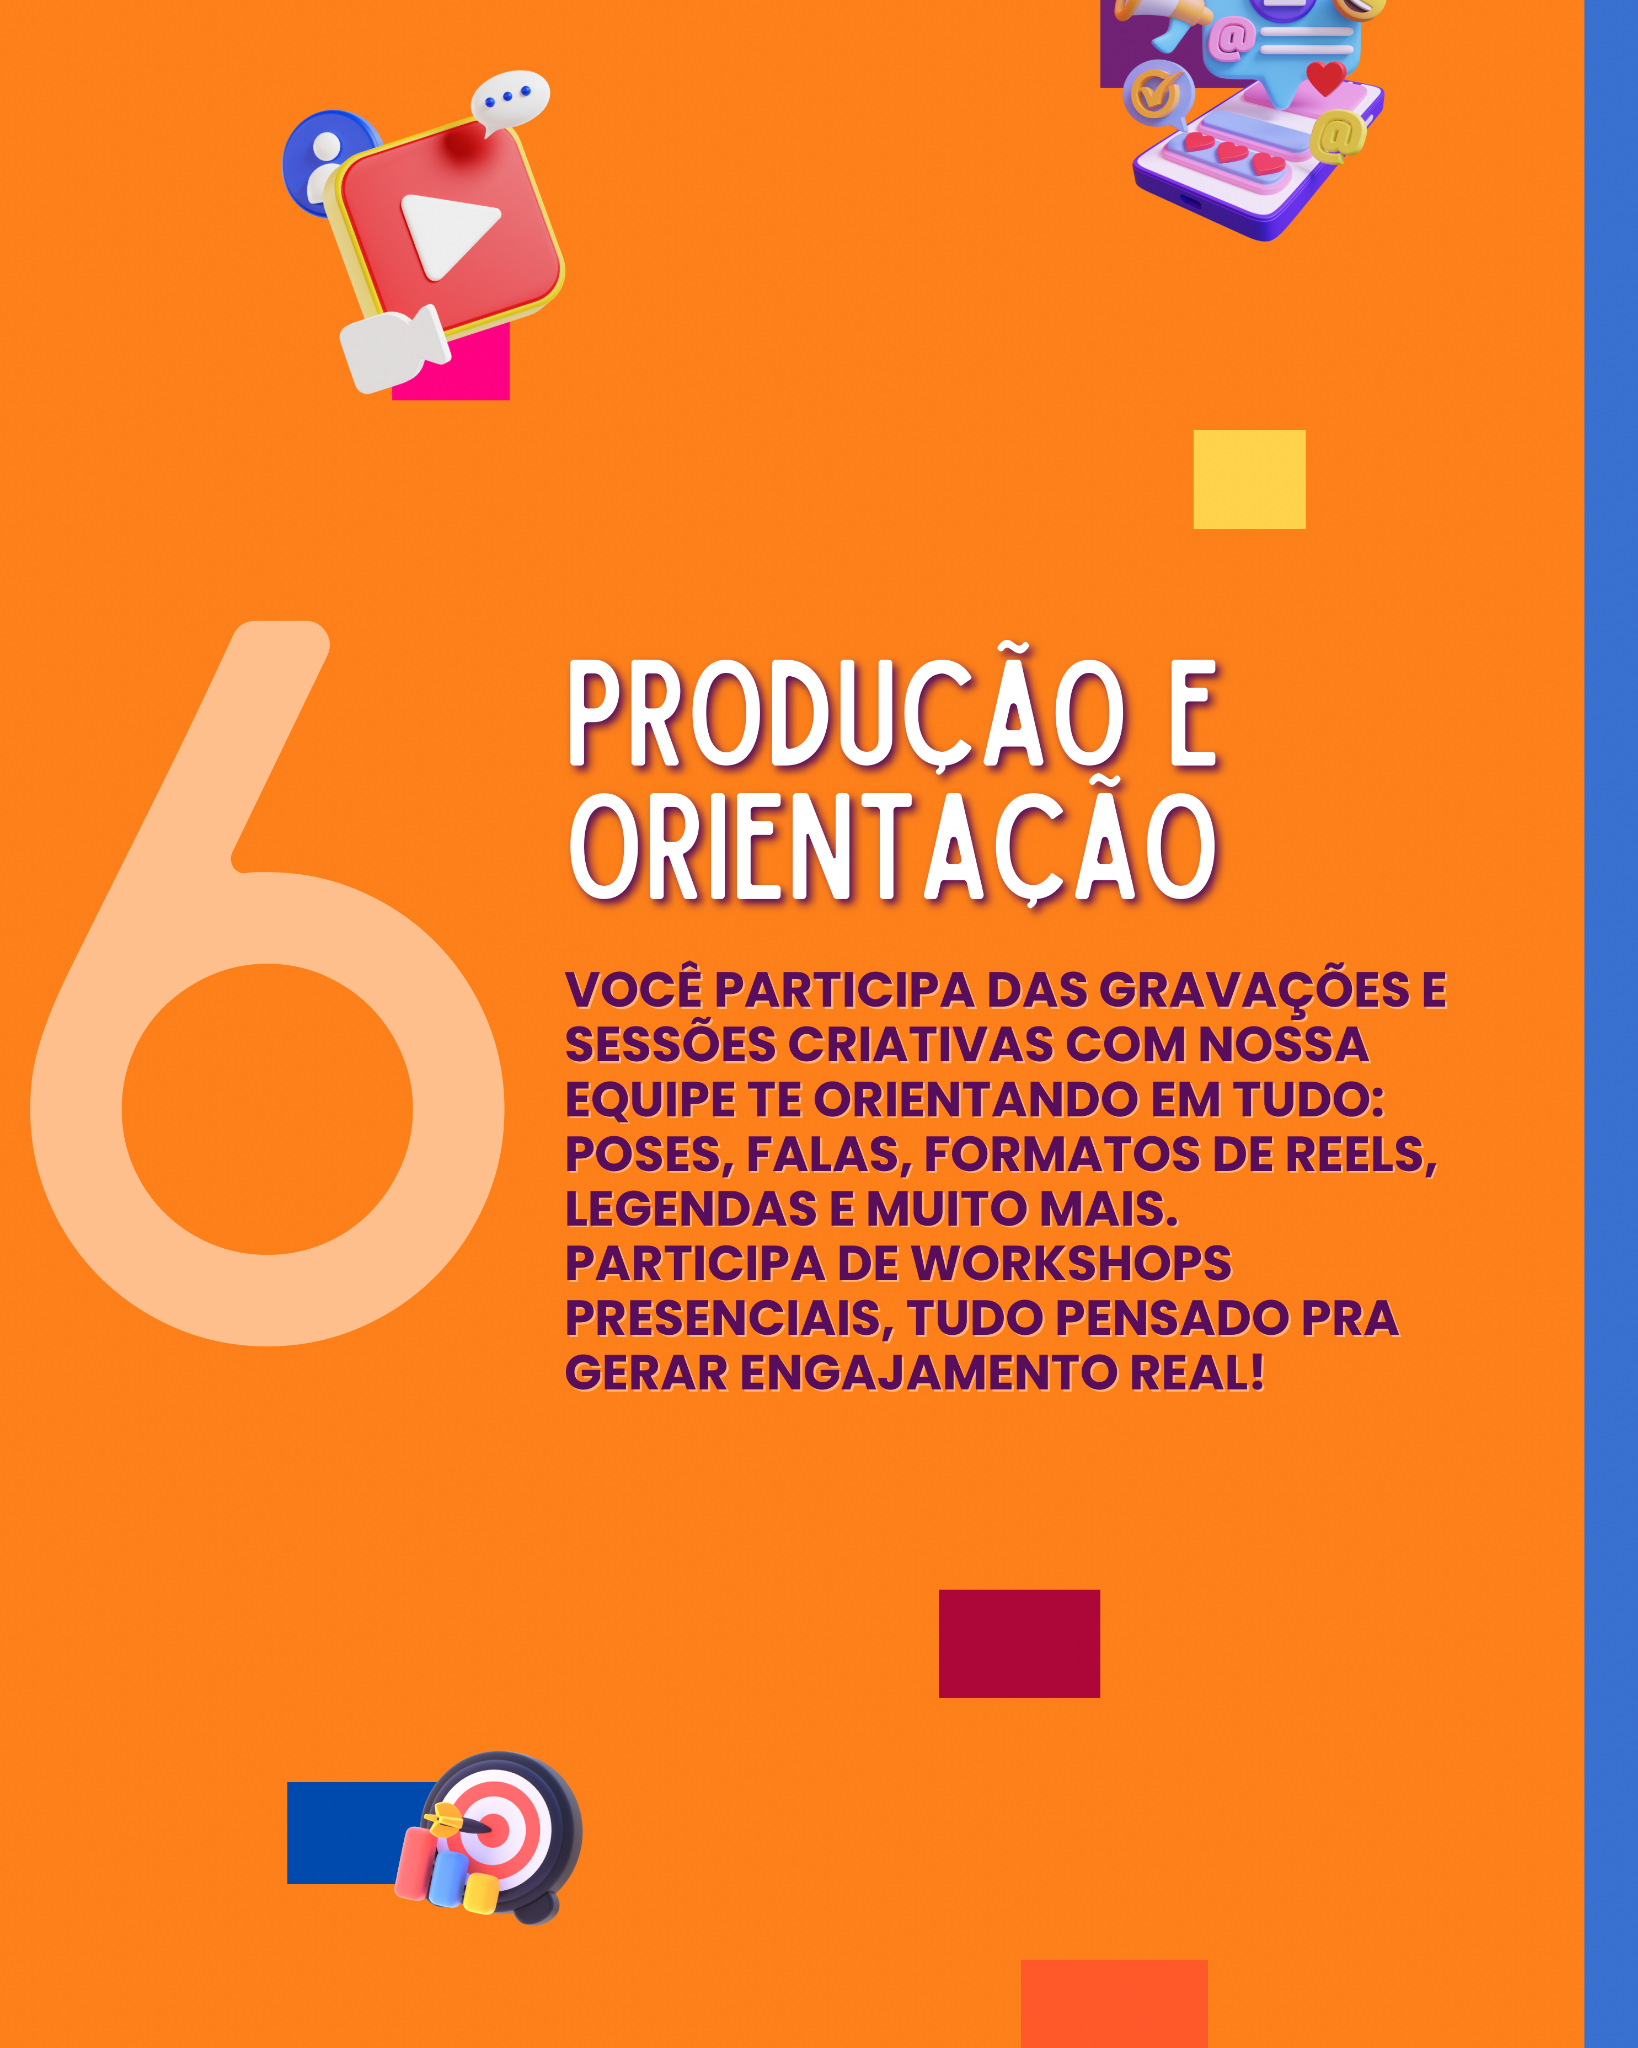 6
PRODUÇÃO E
ORIENTAÇÃO
VOCÊ PARTICIPA DAS GRAVAÇÕES E
SESSÕES CRIATIVAS COM NOSSA
EQUIPE TE ORIENTANDO EM TUDO:
POSES, FALAS, FORMATOS DE REELS,
LEGENDAS E MUITO MAIS.
PARTICIPA DE WORKSHOPS
PRESENCIAIS, TUDO PENSADO PRA
GERAR ENGAJAMENTO REAL!